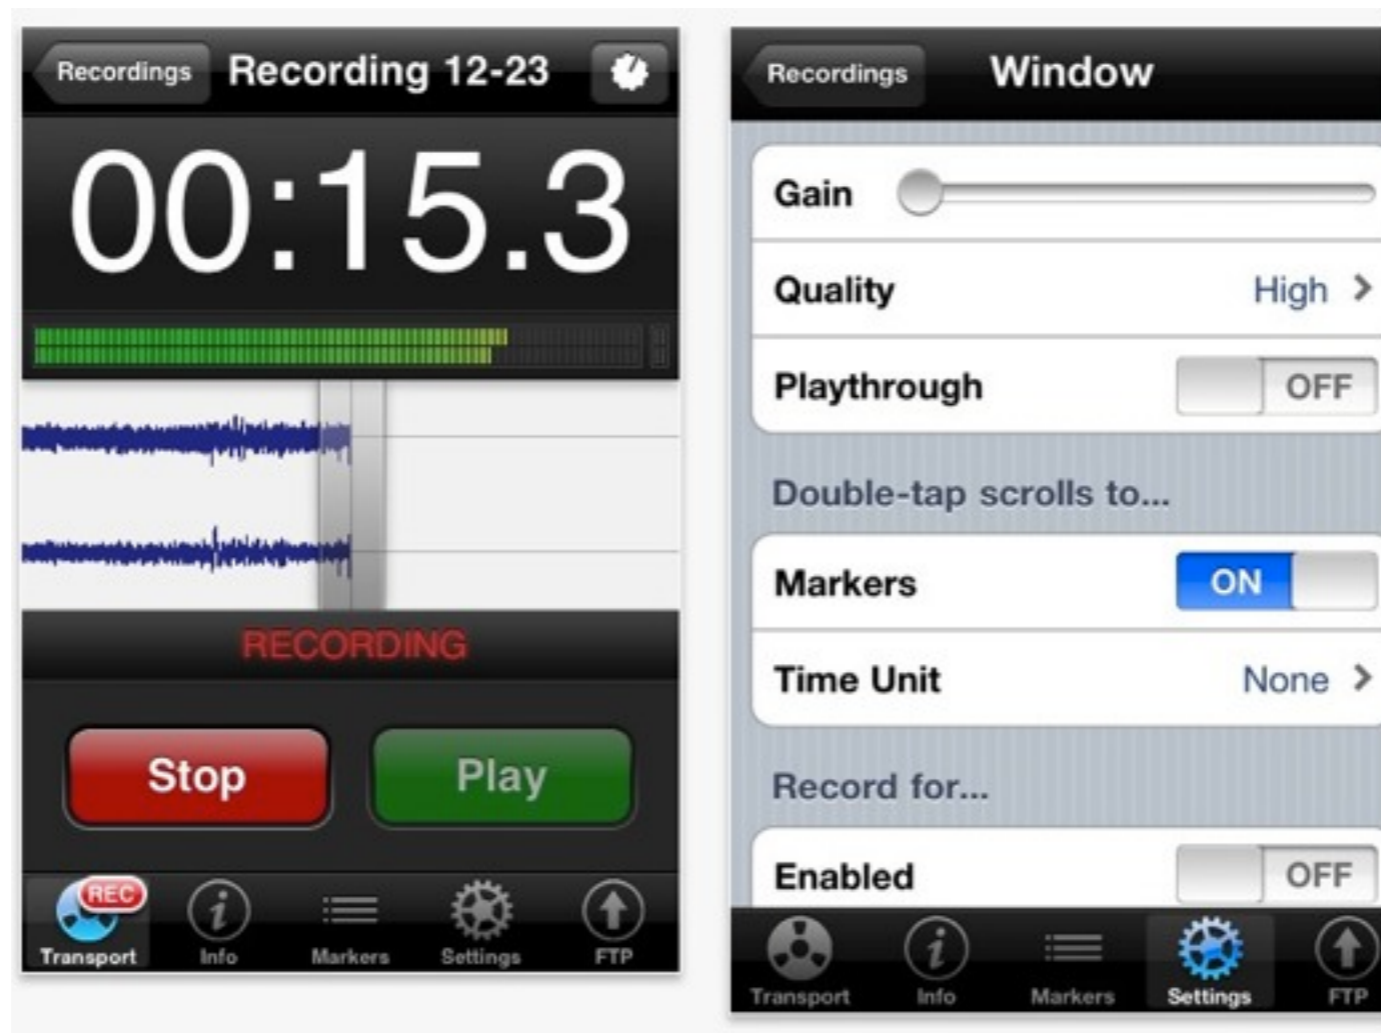 Recordings Recording 12-23
00:15.3
RECORDING
Stop Play
REC
Transport Info Markers Settings FTP
Recordings Window
Gain
Quality High >
Playthrough OFF
Double-tap scrolls to...
Markers ON
Time Unit None >
Record for...
Enabled OFF
Transport Info Markers Settings FTP